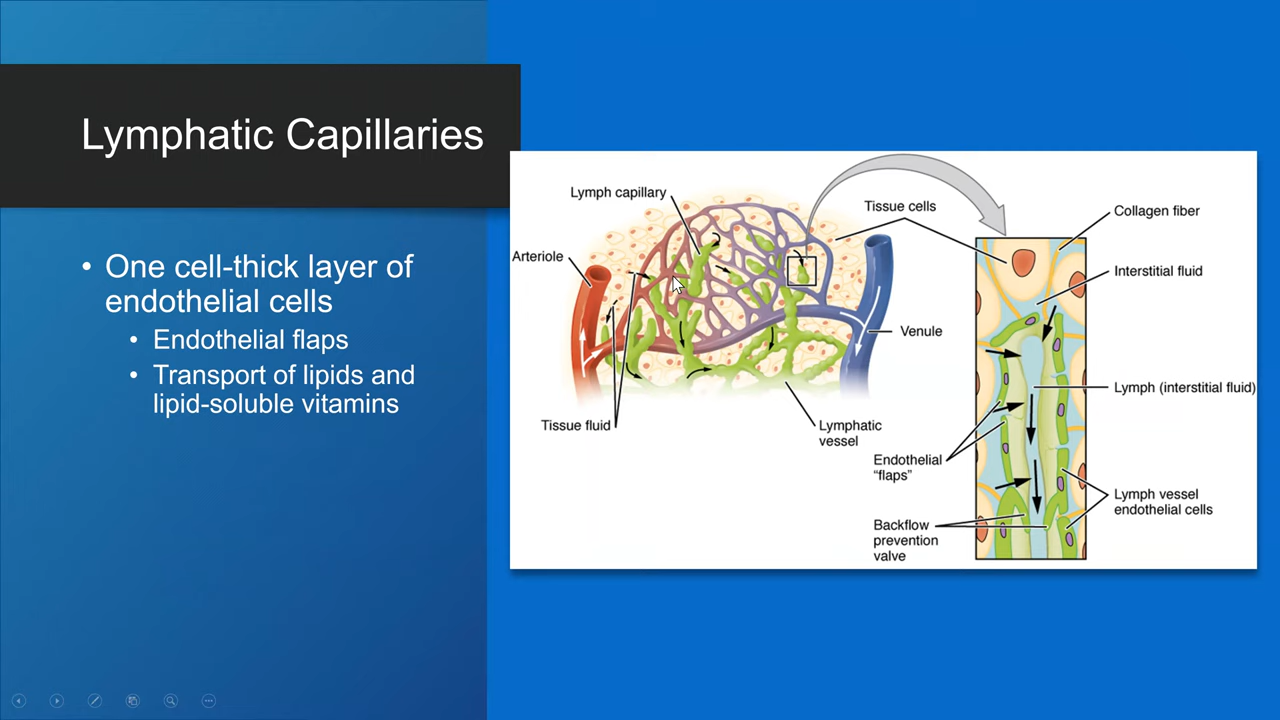 Lymphatic Capillaries
• One cell-thick layer of
endothelial cells
• Endothelial flaps
• Transport of lipids and
lipid-soluble vitamins
Lymph capillary
Arteriole
Tissue cells
Venule
Tissue fluid
Lymphatic
vessel
Collagen fiber
Interstitial fluid
Lymph (interstitial fluid)
Endothelial
“flaps”
Lymph vessel
endothelial cells
Backflow
prevention
valve